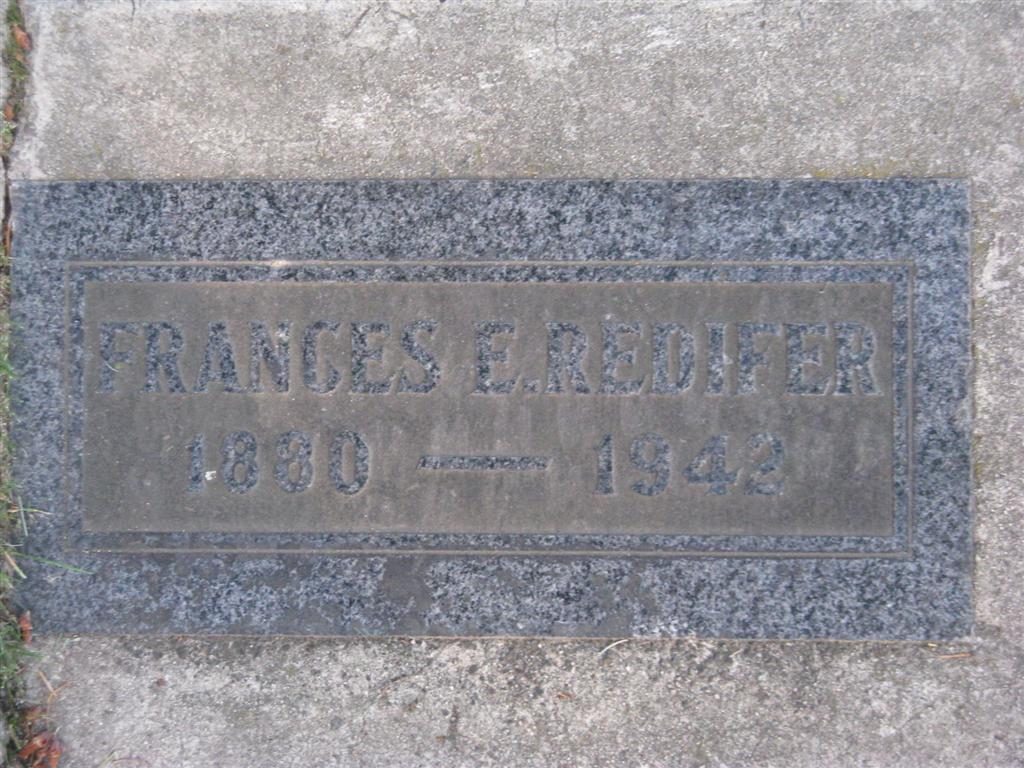 FRANCES E. REDIFER
1880 — 1942